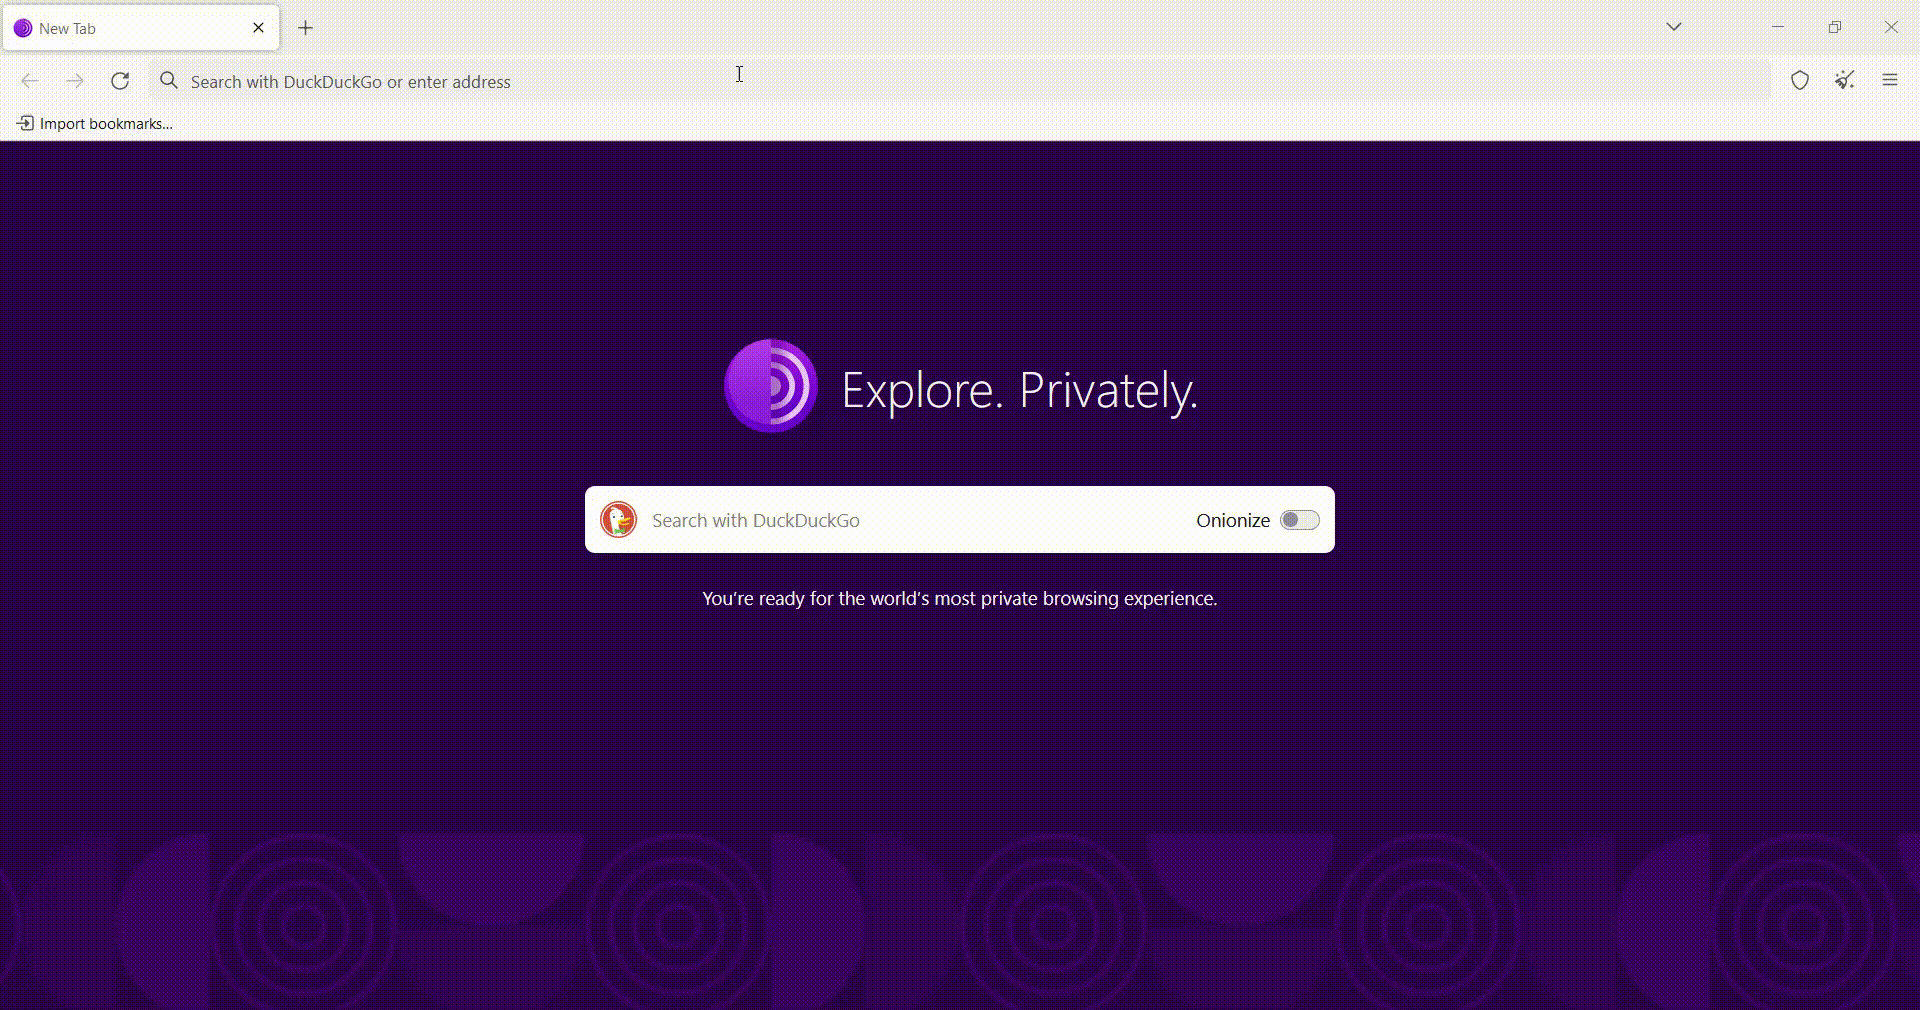 New Tab
Search with DuckDuckGo or enter address
Import bookmarks...
Explore. Privately.
Search with DuckDuckGo
Onionize
You're ready for the world's most private browsing experience.